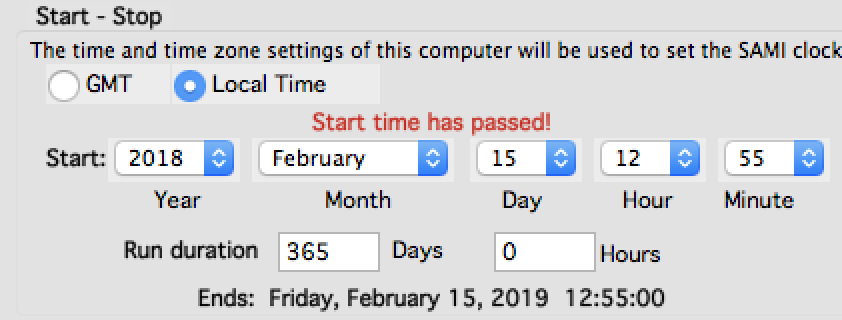 Start - Stop
The time and time zone settings of this computer will be used to set the SAMI clock
GMT Local Time
Start time has passed!
Start: 2018 February 15 12 55
Year Month Day Hour Minute
Run duration 365 Days 0 Hours
Ends: Friday, February 15, 2019 12:55:00